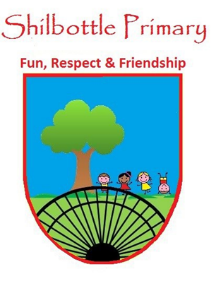 Shilbottle Primary
Fun, Respect & Friendship